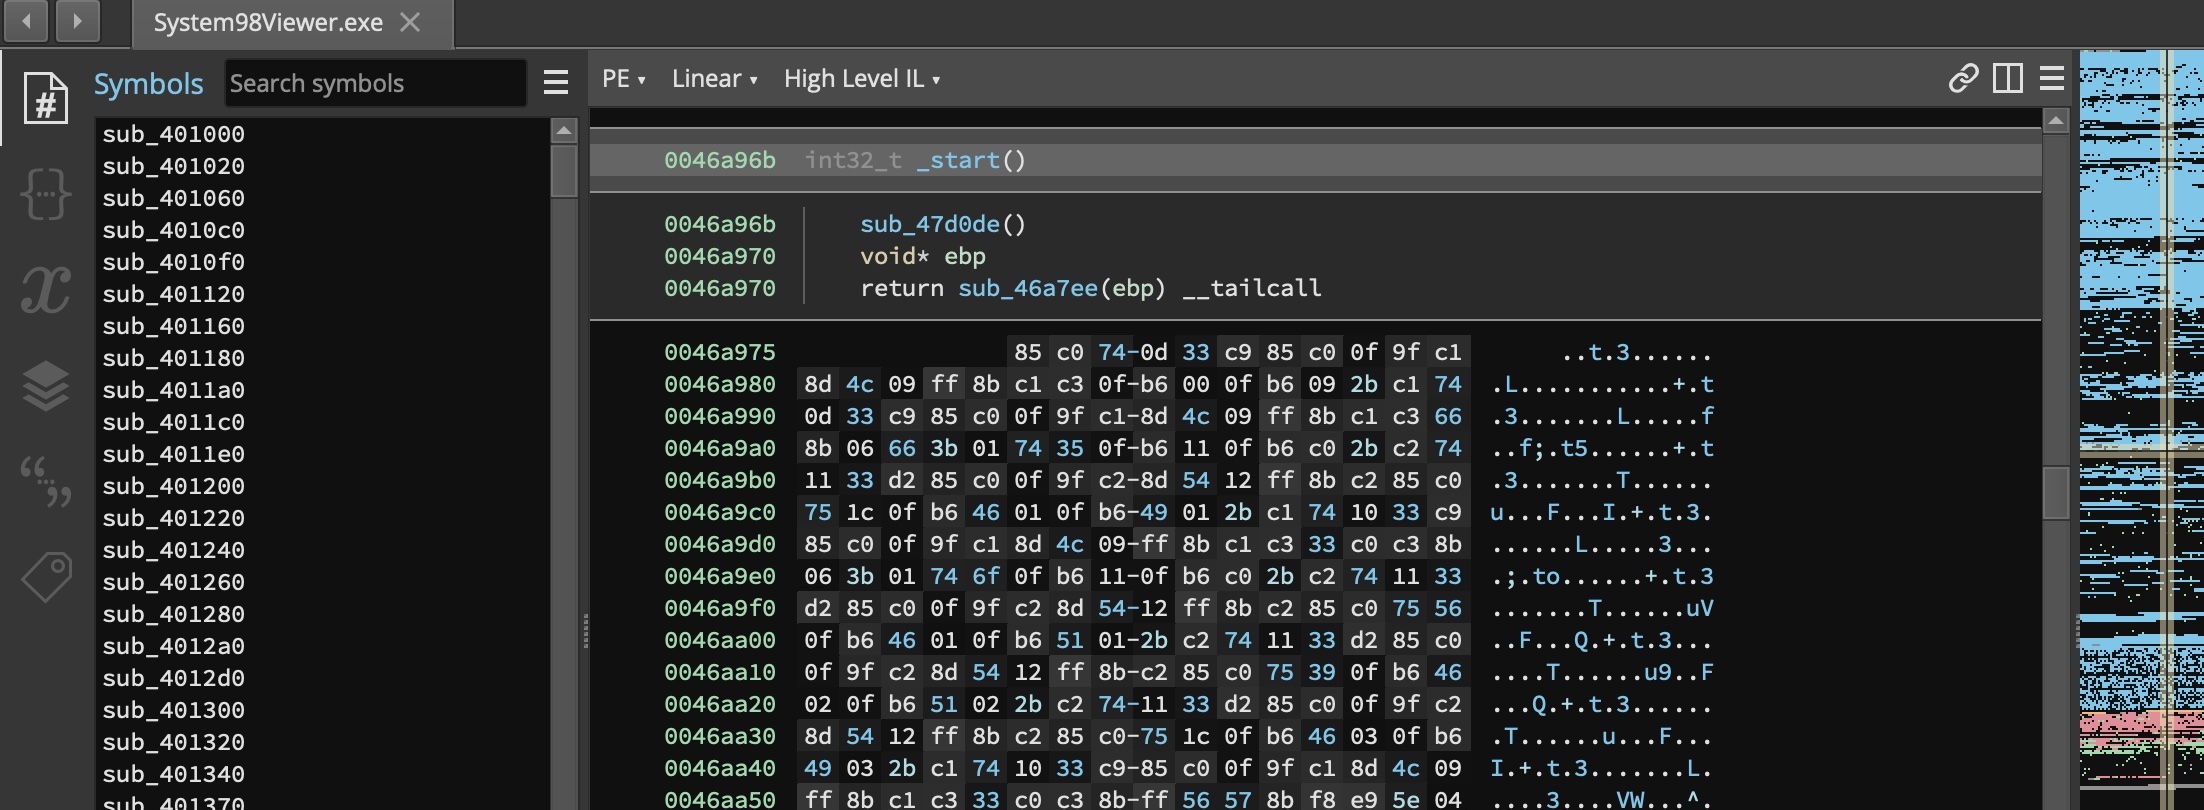 System98Viewer.exe
Symbols
Search symbols
sub_401000
sub_401020
sub_401060
sub_4010c0
sub_4010f0
sub_401120
sub_401160
sub_401180
sub_4011a0
sub_4011c0
sub_4011e0
sub_401200
sub_401220
sub_401240
sub_401260
sub_401280
sub_4012a0
sub_4012d0
sub_401300
sub_401320
sub_401340
sub_401370
PE ▾ Linear ▾ High Level IL ▾
0046a96b int32_t _start()
0046a96b sub_47d0de()
0046a970 void* ebp
0046a970 return sub_46a7ee(ebp) __tailcall
0046a975 85 c0 74-0d 33 c9 85 c0 0f 9f c1 ..t.3......
0046a980 8d 4c 09 ff 8b c1 c3 0f-b6 00 0f b6 09 2b c1 74 .L...........+.t
0046a990 0d 33 c9 85 c0 0f 9f c1-8d 4c 09 ff 8b c1 c3 66 .3.......L.....f
0046a9a0 8b 06 66 3b 01 74 35 0f-b6 11 0f b6 c0 2b c2 74 ..f;.t5......+.t
0046a9b0 11 33 d2 85 c0 0f 9f c2-8d 54 12 ff 8b c2 85 c0 .3.......T......
0046a9c0 75 1c 0f b6 46 01 0f b6-49 01 2b c1 74 10 33 c9 u...F...I.+.t.3.
0046a9d0 85 c0 0f 9f c1 8d 4c 09-ff 8b c1 c3 33 c0 c3 8b ......L.....3...
0046a9e0 06 3b 01 74 6f 0f b6 11-0f b6 c0 2b c2 74 11 33 .;.to......+.t.3
0046a9f0 d2 85 c0 0f 9f c2 8d 54-12 ff 8b c2 85 c0 75 56 .......T......uV
0046aa00 0f b6 46 01 0f b6 51 01-2b c2 74 11 33 d2 85 c0 ..F...Q.+.t.3...
0046aa10 0f 9f c2 8d 54 12 ff 8b-c2 85 c0 75 39 0f b6 46 ....T......u9..F
0046aa20 02 0f b6 51 02 2b c2 74-11 33 d2 85 c0 0f 9f c2 ...Q.+.t.3......
0046aa30 8d 54 12 ff 8b c2 85 c0-75 1c 0f b6 46 03 0f b6 .T......u...F...
0046aa40 49 03 2b c1 74 10 33 c9-85 c0 0f 9f c1 8d 4c 09 I.+.t.3.......L.
0046aa50 ff 8b c1 c3 33 c0 c3 8b-ff 56 57 8b f8 e9 5e 04 ....3....VW...^.